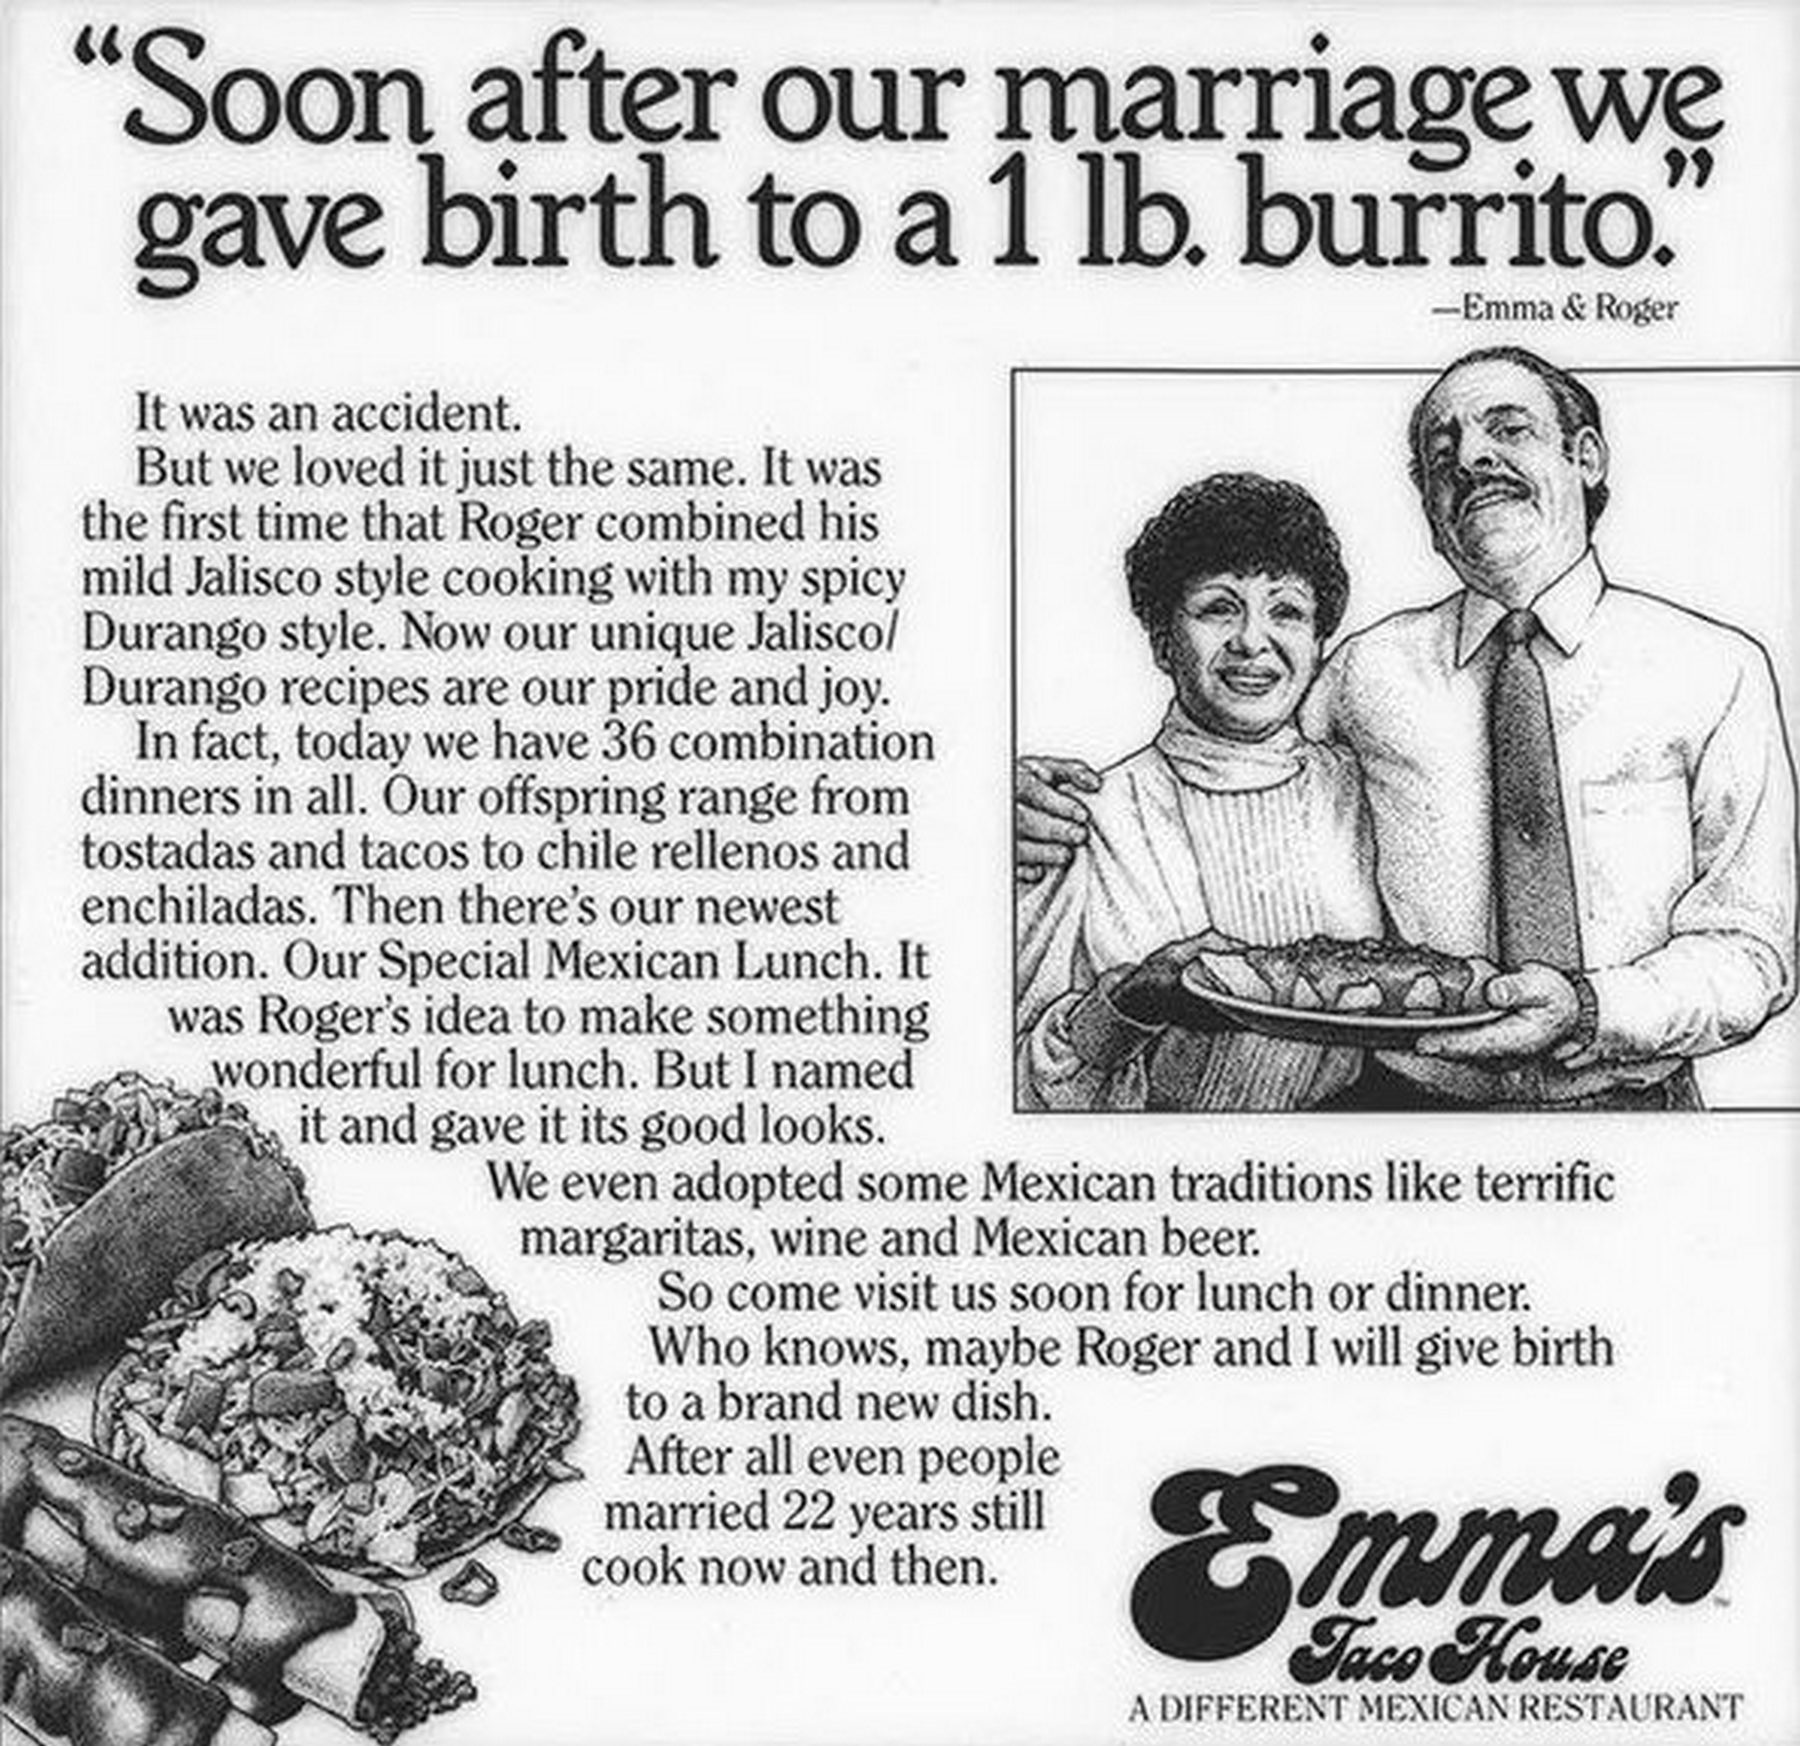 “Soon after our marriage we
gave birth to a 1 lb. burrito.”
—Emma & Roger
It was an accident.
But we loved it just the same. It was
the first time that Roger combined his
mild Jalisco style cooking with my spicy
Durango style. Now our unique Jalisco/
Durango recipes are our pride and joy.
In fact, today we have 36 combination
dinners in all. Our offspring range from
tostadas and tacos to chile rellenos and
enchiladas. Then there’s our newest
addition. Our Special Mexican Lunch. It
was Roger’s idea to make something
wonderful for lunch. But I named
it and gave it its good looks.
We even adopted some Mexican traditions like terrific
margaritas, wine and Mexican beer.
So come visit us soon for lunch or dinner.
Who knows, maybe Roger and I will give birth
to a brand new dish.
After all even people
married 22 years still
cook now and then.
Emma’s
Taco House
A DIFFERENT MEXICAN RESTAURANT